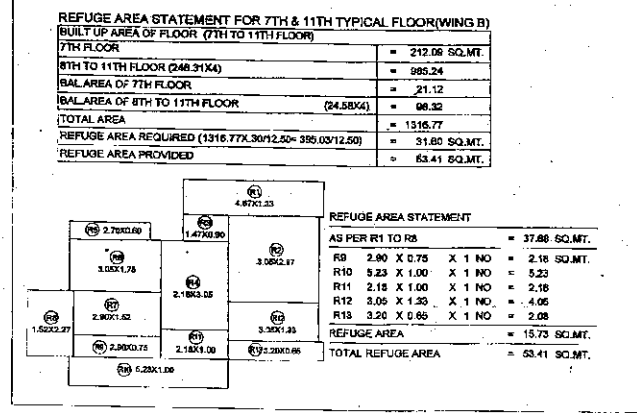 REFUGE AREA STATEMENT FOR 7TH & 11TH TYPICAL FLOOR(WING B)
BUILT UP AREA OF FLOOR (7TH TO 11TH FLOOR)
7TH FLOOR = 212.09 SQ.MT.
8TH TO 11TH FLOOR (246.31X4) = 985.24
BAL.AREA OF 7TH FLOOR = 21.12
BAL.AREA OF 8TH TO 11TH FLOOR (24.58X4) = 98.32
TOTAL AREA = 1316.77
REFUGE AREA REQUIRED (1316.77X.30/12.50= 395.03/12.50) = 31.60 SQ.MT.
REFUGE AREA PROVIDED = 53.41 SQ.MT.
R1
4.67X1.33
R5 2.70X0.60
R3
1.47X0.90
R2
3.05X2.97
3.05X1.75
R4
2.18X3.05
R7
2.90X1.52
1.52X2.27
R12
3.05X1.33
R9 2.90X0.75
R11
2.18X1.00
R13 3.20X0.65
R10 5.23X1.00
REFUGE AREA STATEMENT
AS PER R1 TO R8 = 37.68 SQ.MT.
R9 2.90 X 0.75 X 1 NO = 2.18 SQ.MT.
R10 5.23 X 1.00 X 1 NO = 5.23
R11 2.18 X 1.00 X 1 NO = 2.18
R12 3.05 X 1.33 X 1 NO = 4.06
R13 3.20 X 0.65 X 1 NO = 2.08
REFUGE AREA = 15.73 SQ.MT.
TOTAL REFUGE AREA = 53.41 SQ.MT.